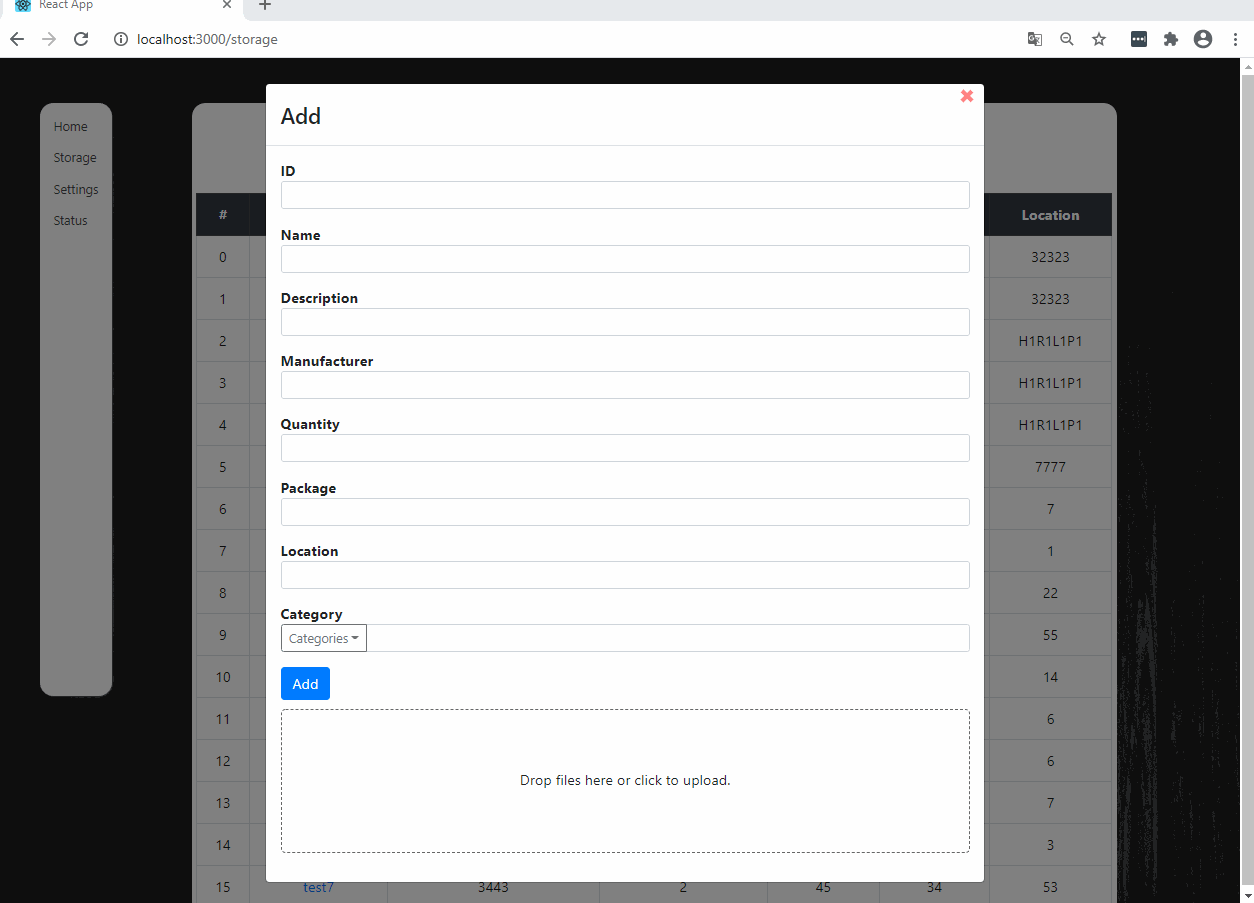 React App
localhost:3000/storage
Home
Storage
Settings
Status
Add
ID
Name
Description
Manufacturer
Quantity
Package
Location
Category
Categories
Add
Drop files here or click to upload.
# Location
0 32323
1 32323
2 H1R1L1P1
3 H1R1L1P1
4 H1R1L1P1
5 7777
6 7
7 1
8 22
9 55
10 14
11 6
12 6
13 7
14 3
15 test7 3443 2 45 34 53